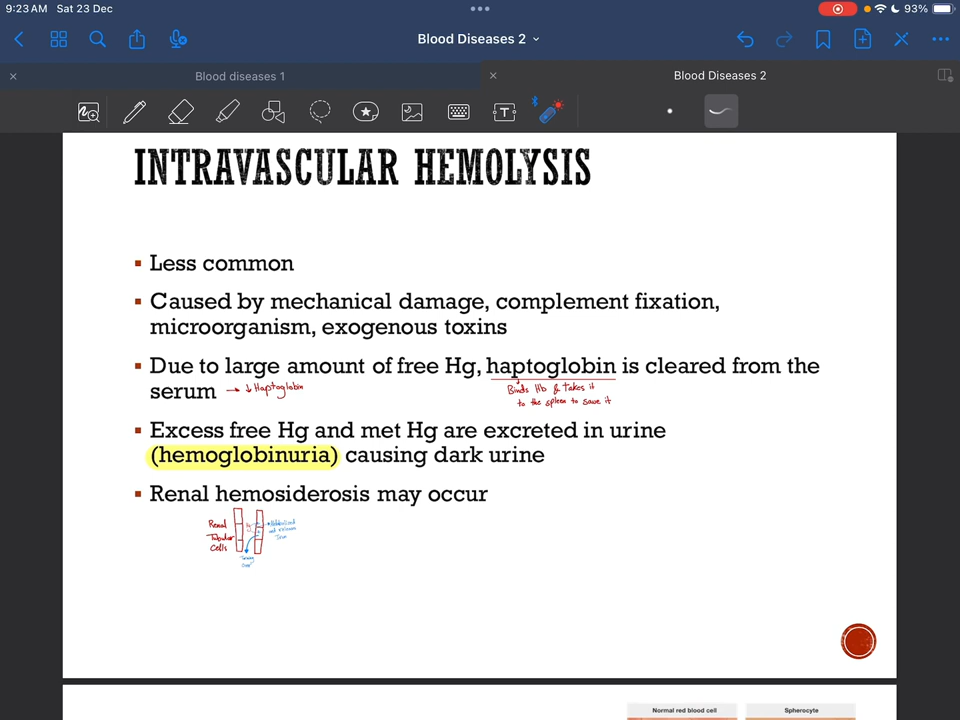 9:23 AM Sat 23 Dec
93%
Blood Diseases 2
Blood diseases 1
Blood Diseases 2
INTRAVASCULAR HEMOLYSIS
Less common
Caused by mechanical damage, complement fixation,
microorganism, exogenous toxins
Due to large amount of free Hg, haptoglobin is cleared from the
serum → ↓ Haptoglobin
Binds Hb & Takes it
to the spleen to save it
Excess free Hg and met Hg are excreted in urine
(hemoglobinuria) causing dark urine
Renal hemosiderosis may occur
Renal
Tubular
Cells
Hg
Normal red blood cell
Spherocyte